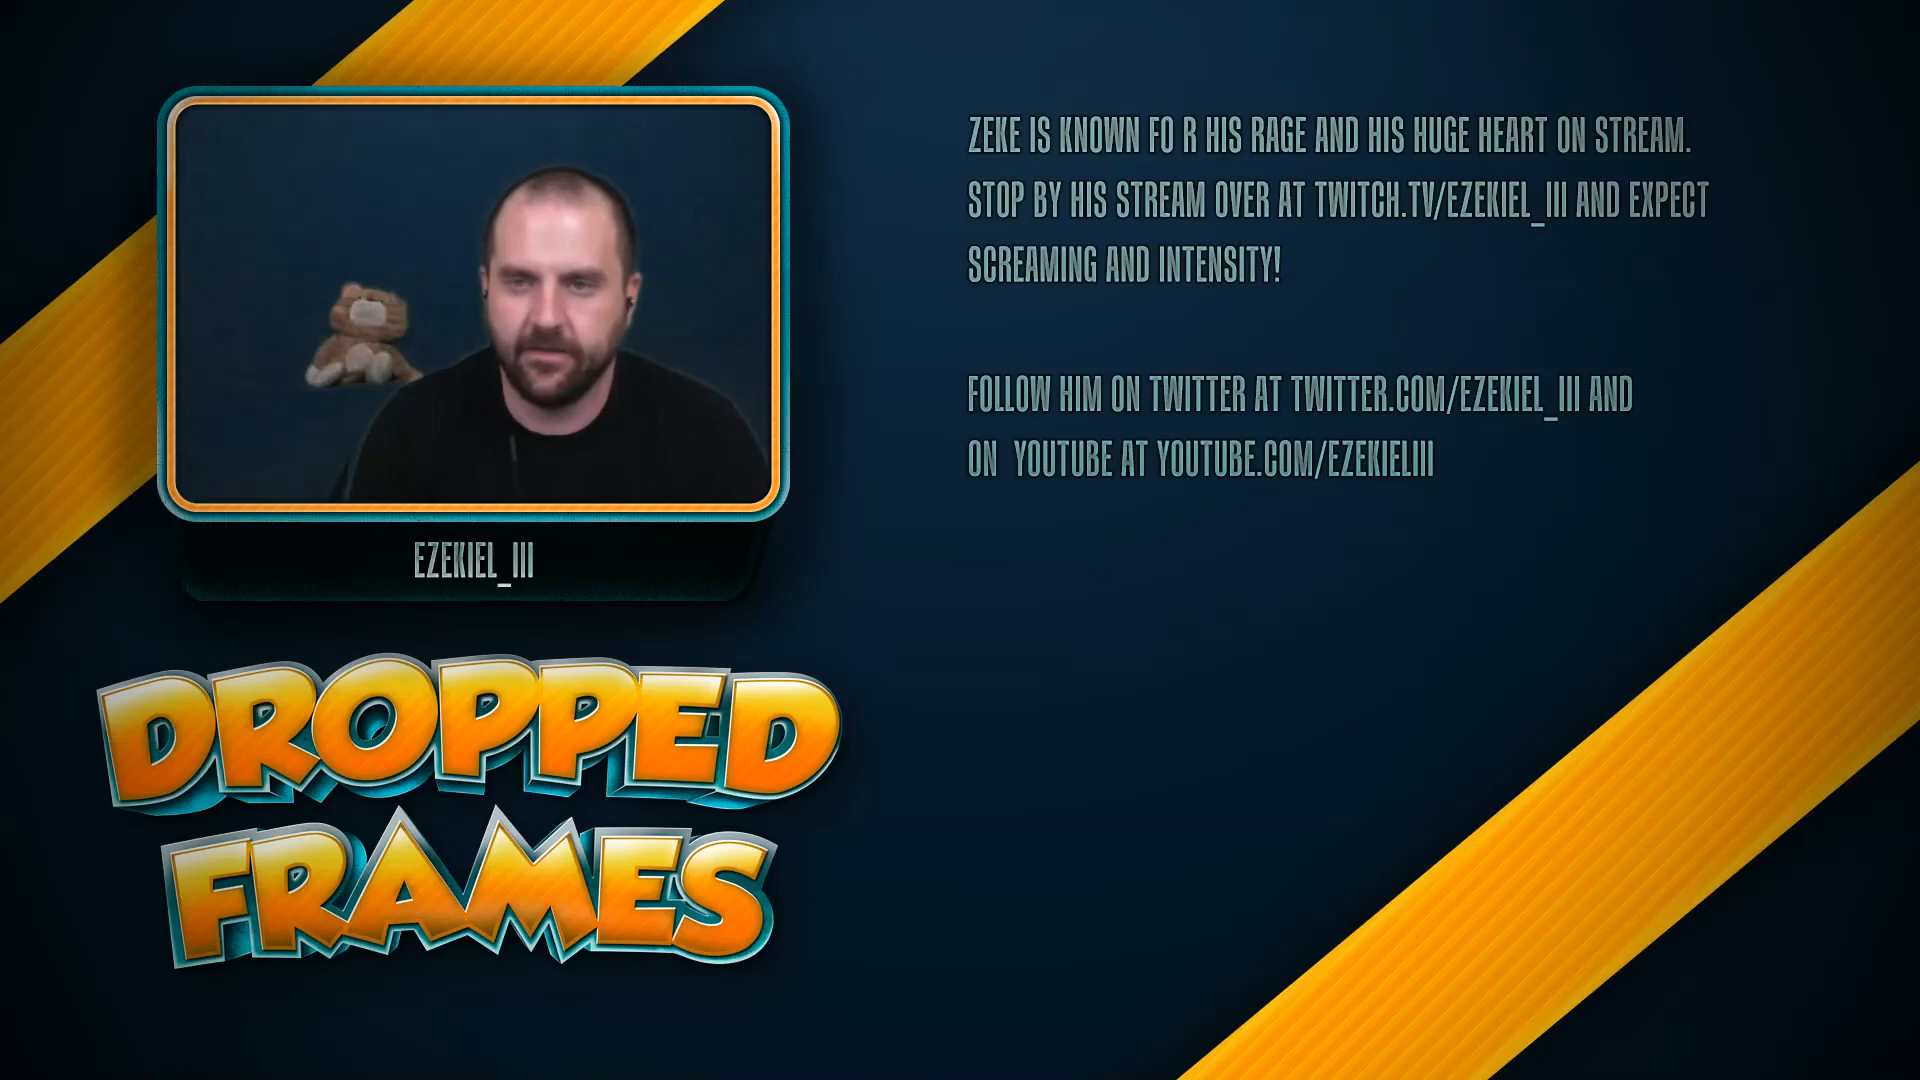 ZEKE IS KNOWN FO R HIS RAGE AND HIS HUGE HEART ON STREAM.
STOP BY HIS STREAM OVER AT TWITCH.TV/EZEKIEL_III AND EXPECT
SCREAMING AND INTENSITY!
FOLLOW HIM ON TWITTER AT TWITTER.COM/EZEKIEL_III AND
ON  YOUTUBE AT YOUTUBE.COM/EZEKIELIII
EZEKIEL_III
DROPPED
FRAMES